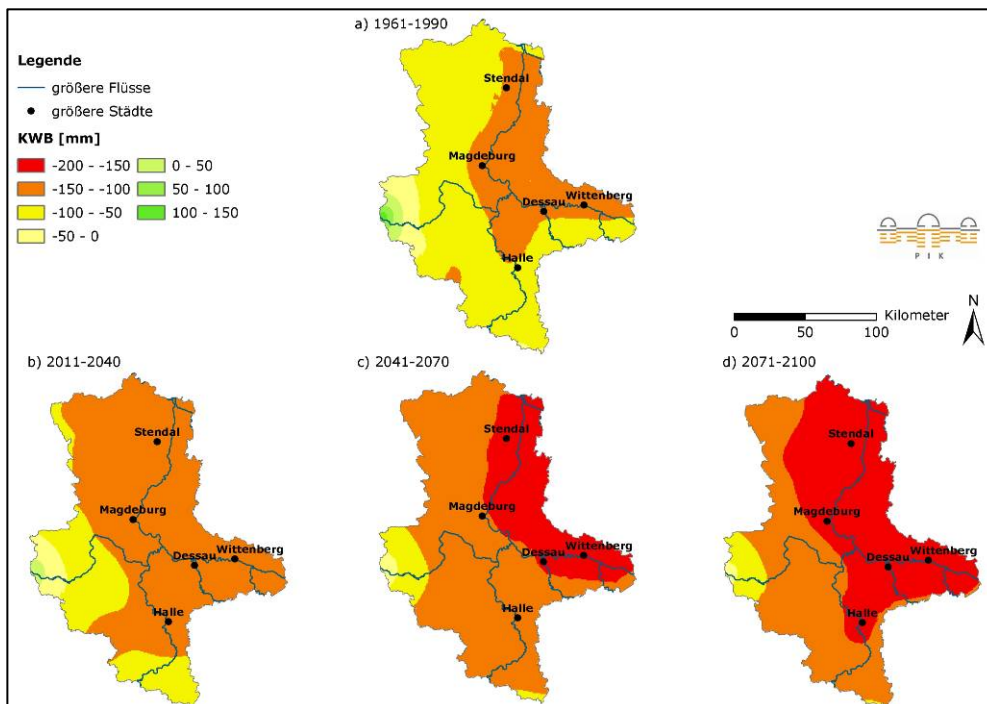 a) 1961-1990
Legende
größere Flüsse
größere Städte
KWB [mm]
-200 - -150
0 - 50
-150 - -100
50 - 100
-100 - -50
100 - 150
-50 - 0
Stendal
Magdeburg
Dessau
Wittenberg
Halle
P I K
Kilometer
0 50 100
N
b) 2011-2040
Stendal
Magdeburg
Dessau
Wittenberg
Halle
c) 2041-2070
Stendal
Magdeburg
Dessau
Wittenberg
Halle
d) 2071-2100
Stendal
Magdeburg
Dessau
Wittenberg
Halle